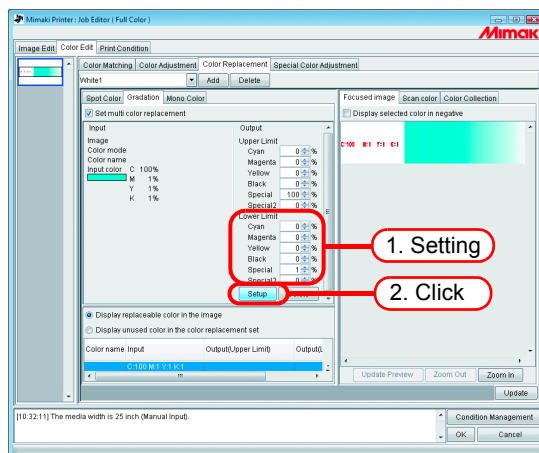 Mimaki Printer : Job Editor ( Full Color )
Mimaki
Image Edit Color Edit Print Condition
Color Matching Color Adjustment Color Replacement Special Color Adjustment
White1 Add Delete
Spot Color Gradation Mono Color
Set multi color replacement
Input Output
Image Upper Limit
Color mode Cyan 0 %
Color name Magenta 0 %
Input color C 100% Yellow 0 %
M 1% Black 0 %
Y 1% Special 100 %
K 1% Special2 0 %
Lower Limit
Cyan 0 %
Magenta 0 %
Yellow 0 %
Black 0 %
Special 1 %
Special2 %
Setup
Display replaceable color in the image
Display unused color in the color replacement set
Color name Input Output(Upper Limit) Output(L
C:100 M:1 Y:1 K:1
Focused image Scan color Color Collection
Display selected color in negative
C:100 M:1 Y:1 K:1
1. Setting
2. Click
Update Preview Zoom Out Zoom In
Update
[10:32:11] The media width is 25 inch (Manual Input).
Condition Management
OK Cancel